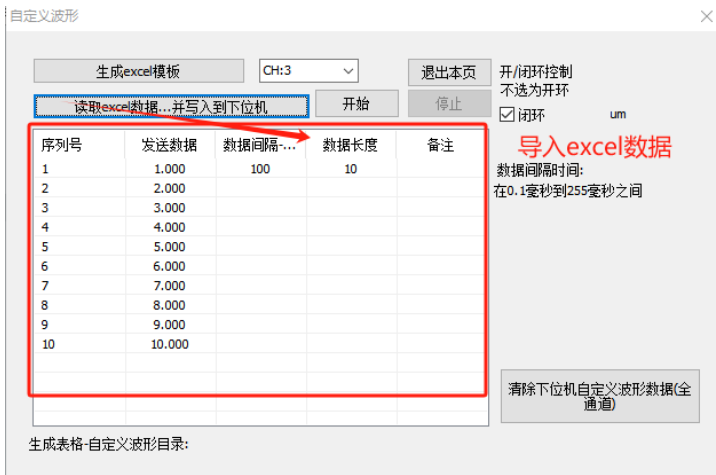 自定义波形
生成excel模板
CH:3
退出本页
开/闭环控制
不选为开环
读取excel数据...并写入到下位机
开始
停止
闭环
um
导入excel数据
数据间隔时间:
在0.1毫秒到255毫秒之间
序列号 发送数据 数据间隔-... 数据长度 备注
1 1.000 100 10
2 2.000
3 3.000
4 4.000
5 5.000
6 6.000
7 7.000
8 8.000
9 9.000
10 10.000
清除下位机自定义波形数据(全
通道)
生成表格-自定义波形目录: